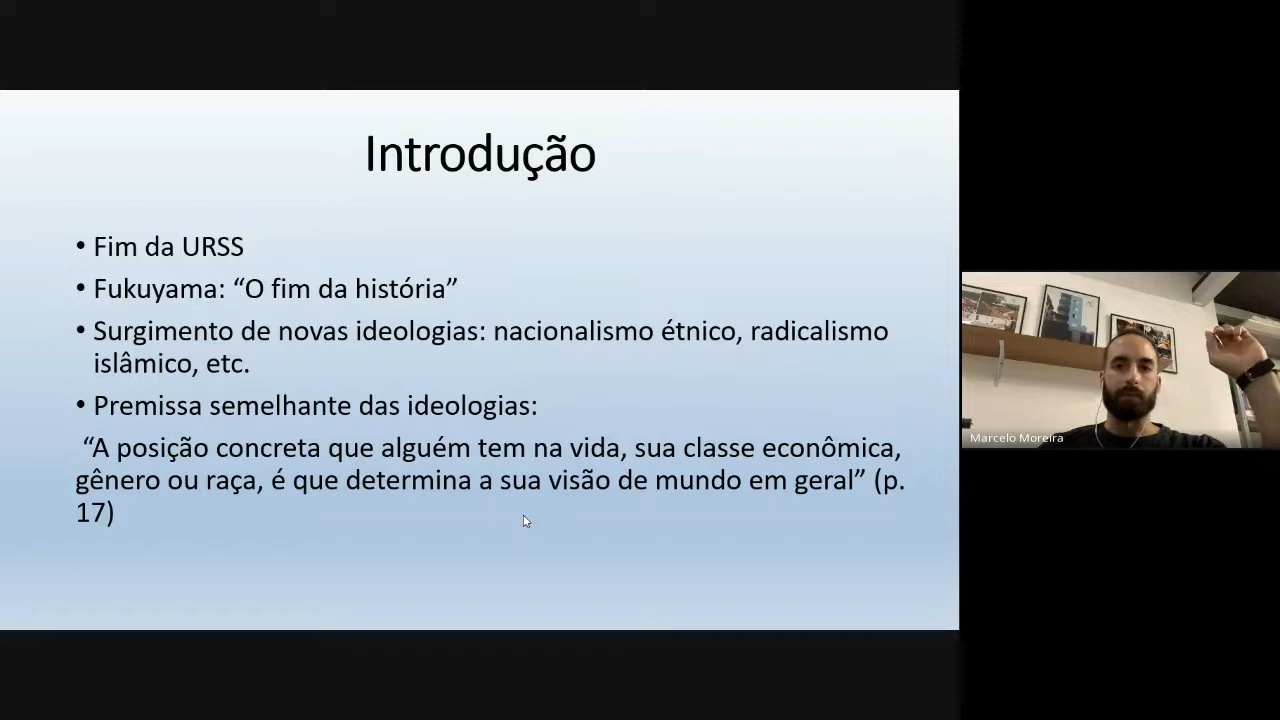 Introdução
• Fim da URSS
• Fukuyama: “O fim da história”
• Surgimento de novas ideologias: nacionalismo étnico, radicalismo
islâmico, etc.
• Premissa semelhante das ideologias:
“A posição concreta que alguém tem na vida, sua classe econômica,
gênero ou raça, é que determina a sua visão de mundo em geral” (p.
17)
Marcelo Moreira